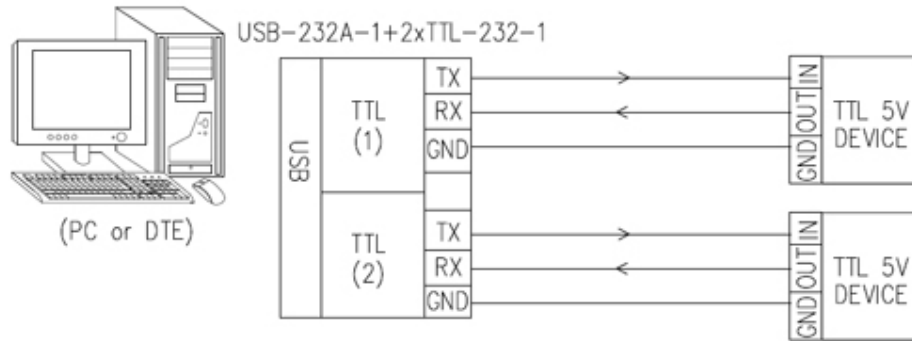 USB-232A-1+2xTTL-232-1
(PC or DTE)
USB
TTL
(1)
TX
RX
GND
TTL
(2)
TX
RX
GND
IN
OUT
GND
TTL 5V
DEVICE
IN
OUT
GND
TTL 5V
DEVICE